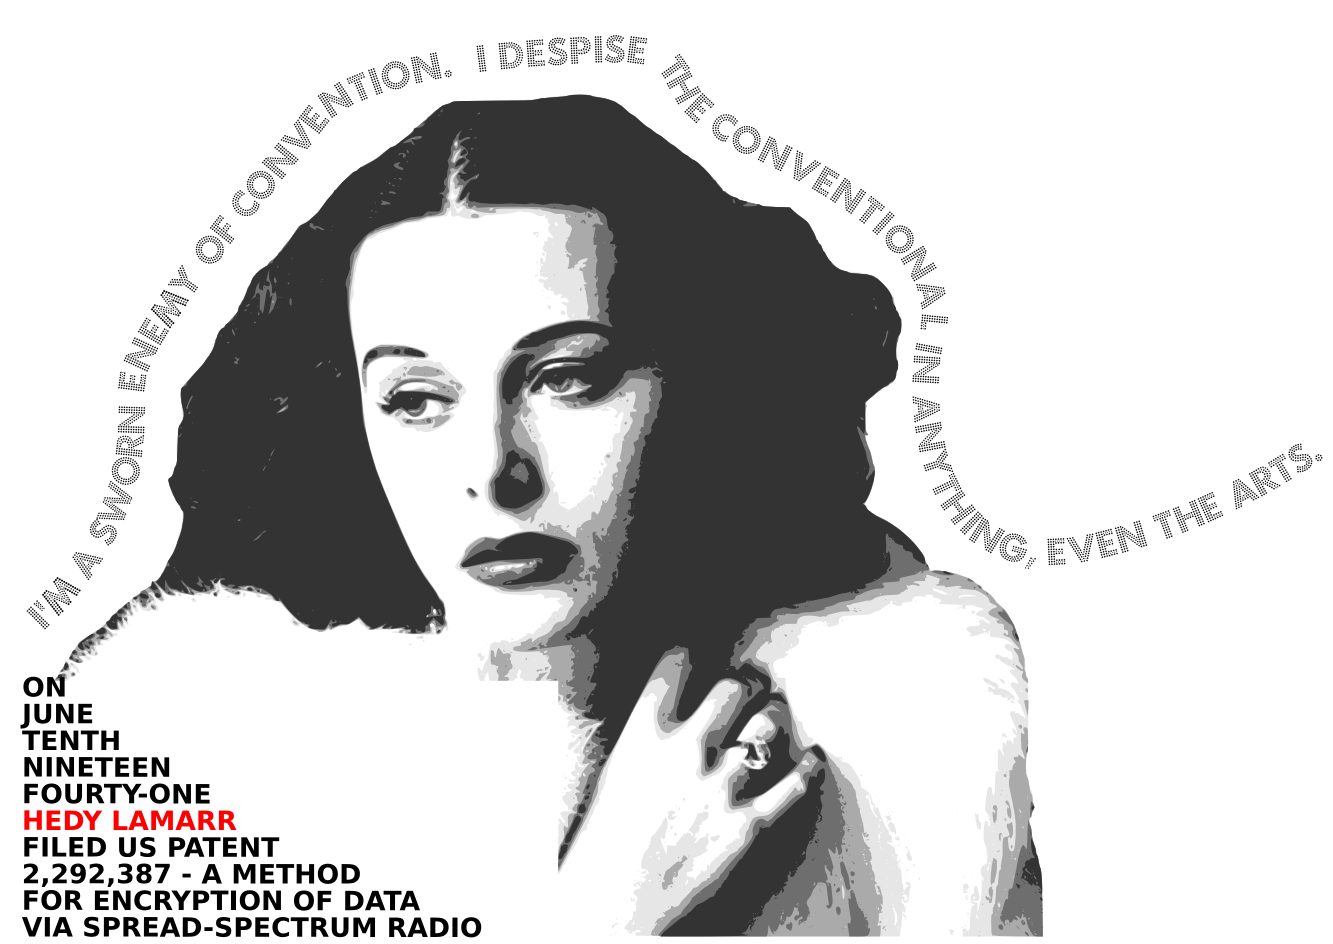 I'M A SWORN ENEMY OF CONVENTION. I DESPISE THE CONVENTIONAL IN ANYTHING, EVEN THE ARTS.
ON
JUNE
TENTH
NINETEEN
FOURTY-ONE
HEDY LAMARR
FILED US PATENT
2,292,387 - A METHOD
FOR ENCRYPTION OF DATA
VIA SPREAD-SPECTRUM RADIO